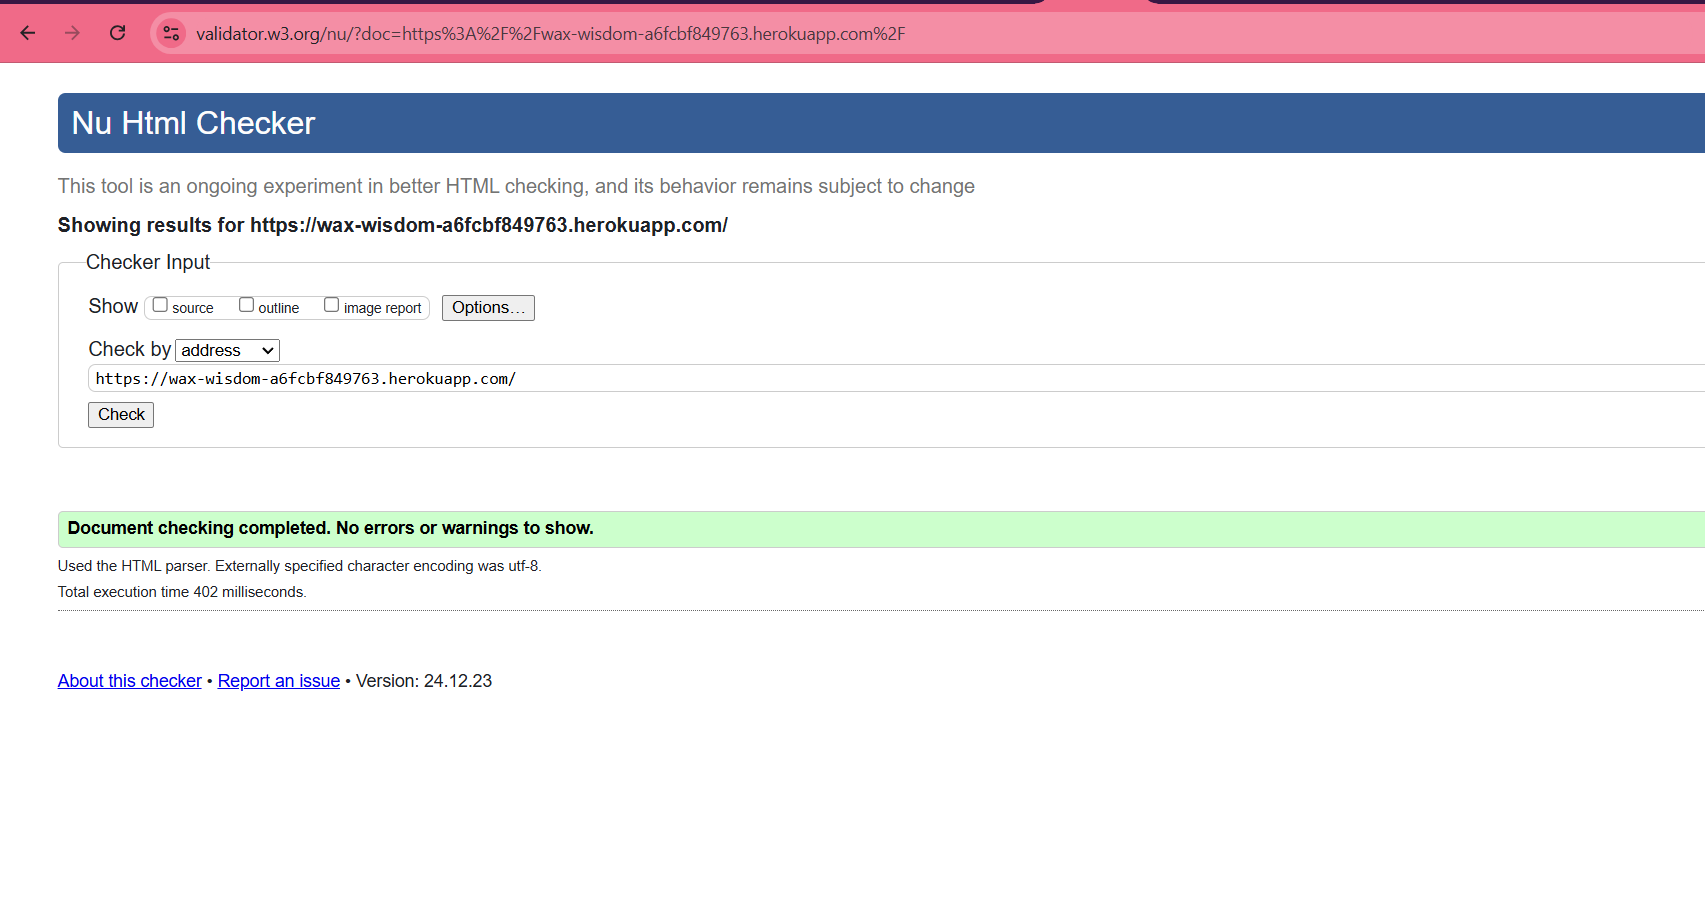 validator.w3.org/nu/?doc=https%3A%2F%2Fwax-wisdom-a6fcbf849763.herokuapp.com%2F
Nu Html Checker
This tool is an ongoing experiment in better HTML checking, and its behavior remains subject to change
Showing results for https://wax-wisdom-a6fcbf849763.herokuapp.com/
Checker Input
Show source outline image report Options…
Check by address
https://wax-wisdom-a6fcbf849763.herokuapp.com/
Check
Document checking completed. No errors or warnings to show.
Used the HTML parser. Externally specified character encoding was utf-8.
Total execution time 402 milliseconds.
About this checker • Report an issue • Version: 24.12.23